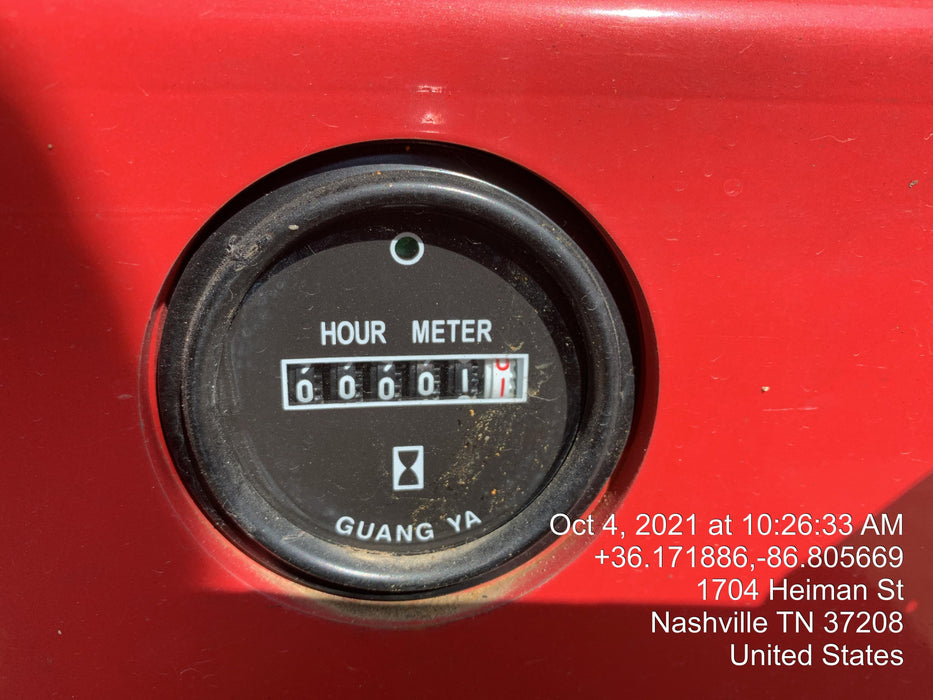 HOUR METER
00001
GUANG YA
Oct 4, 2021 at 10:26:33 AM
+36.171886,-86.805669
1704 Heiman St
Nashville TN 37208
United States